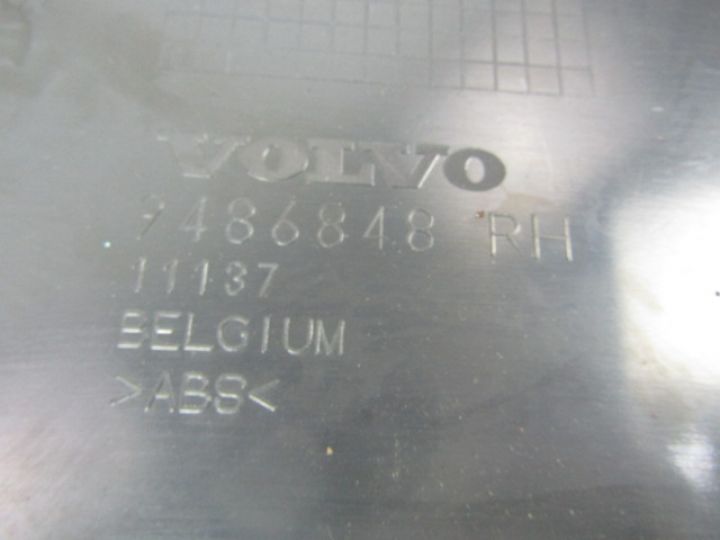 VOLVO
9486848 RH
11137
BELGIUM
>ABS<